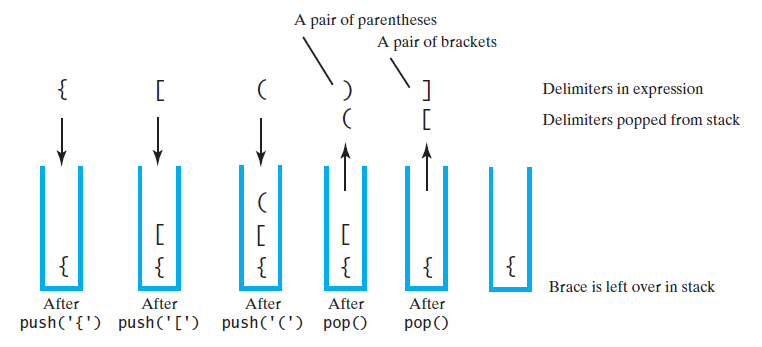 A pair of parentheses
A pair of brackets
{ [ ( ) ] Delimiters in expression
( [ Delimiters popped from stack
(
[ [ [
{ { { { { {
Brace is left over in stack
After After After After After
push('{') push('[') push('(') pop() pop()